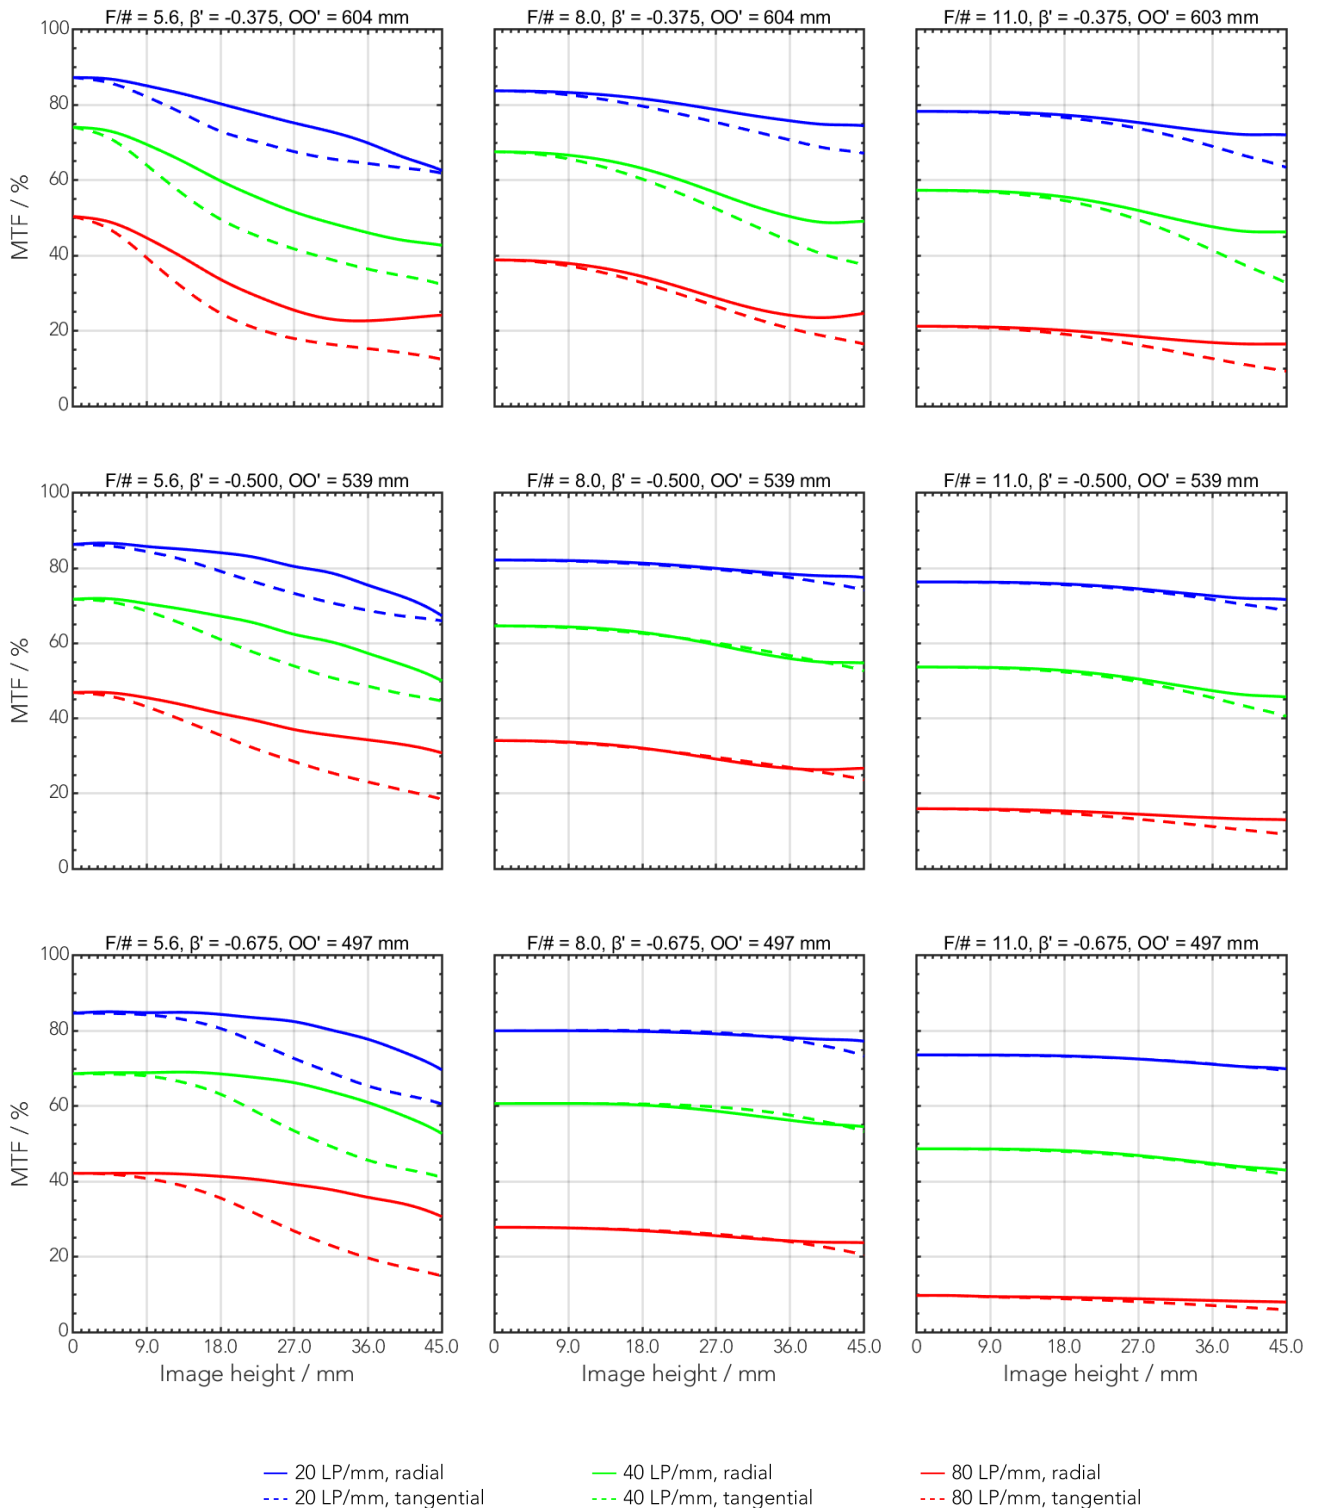 F/# = 5.6, β' = -0.375, OO' = 604 mm
F/# = 8.0, β' = -0.375, OO' = 604 mm
F/# = 11.0, β' = -0.375, OO' = 603 mm
100
80
60
40
20
0
MTF / %
F/# = 5.6, β' = -0.500, OO' = 539 mm
F/# = 8.0, β' = -0.500, OO' = 539 mm
F/# = 11.0, β' = -0.500, OO' = 539 mm
100
80
60
40
20
0
MTF / %
F/# = 5.6, β' = -0.675, OO' = 497 mm
F/# = 8.0, β' = -0.675, OO' = 497 mm
F/# = 11.0, β' = -0.675, OO' = 497 mm
100
80
60
40
20
0
MTF / %
0 9.0 18.0 27.0 36.0 45.0
0 9.0 18.0 27.0 36.0 45.0
0 9.0 18.0 27.0 36.0 45.0
Image height / mm
Image height / mm
Image height / mm
20 LP/mm, radial
40 LP/mm, radial
80 LP/mm, radial
20 LP/mm, tangential
40 LP/mm, tangential
80 LP/mm, tangential